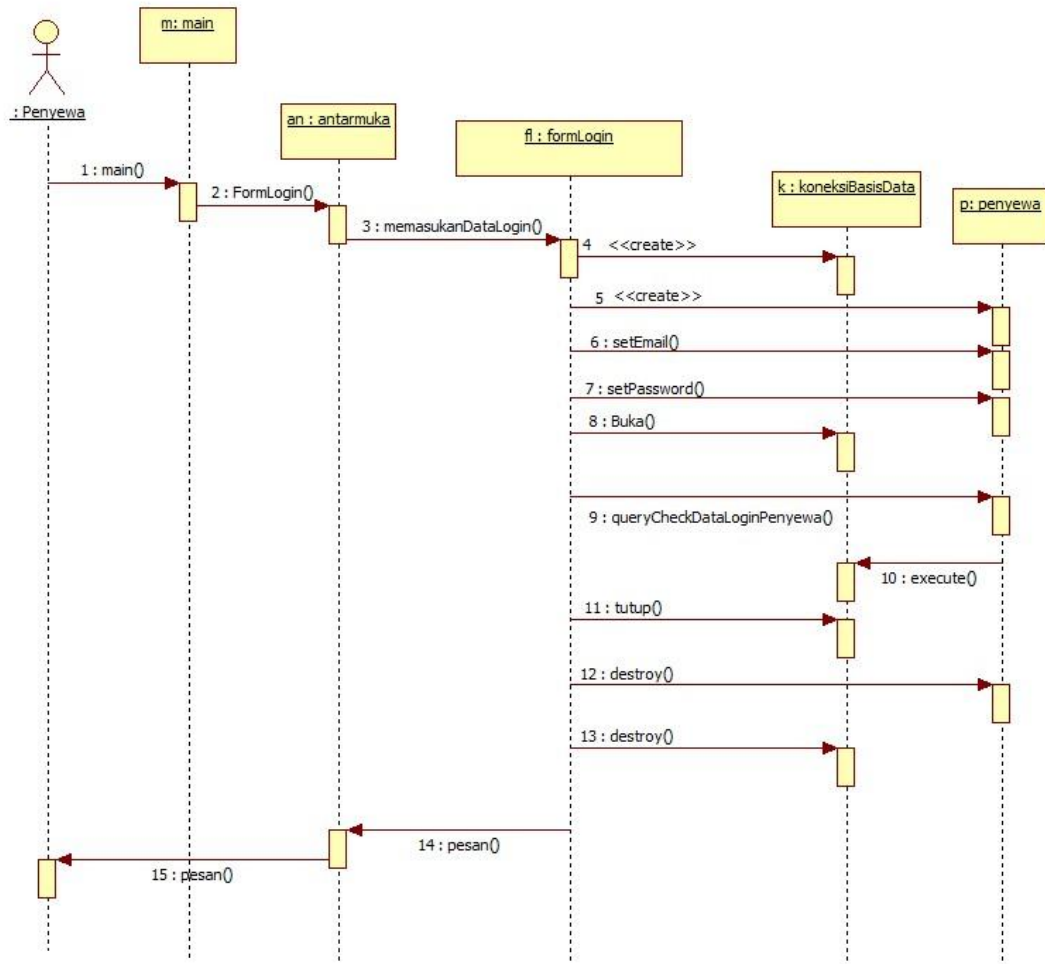 m: main
: Penyewa
an : antarmuka
fl : formLogin
k : koneksiBasisData
p: penyewa
1 : main()
2 : FormLogin()
3 : memasukanDataLogin()
4 <<create>>
5 <<create>>
6 : setEmail()
7 : setPassword()
8 : Buka()
9 : queryCheckDataLoginPenyewa()
10 : execute()
11 : tutup()
12 : destroy()
13 : destroy()
14 : pesan()
15 : pesan()